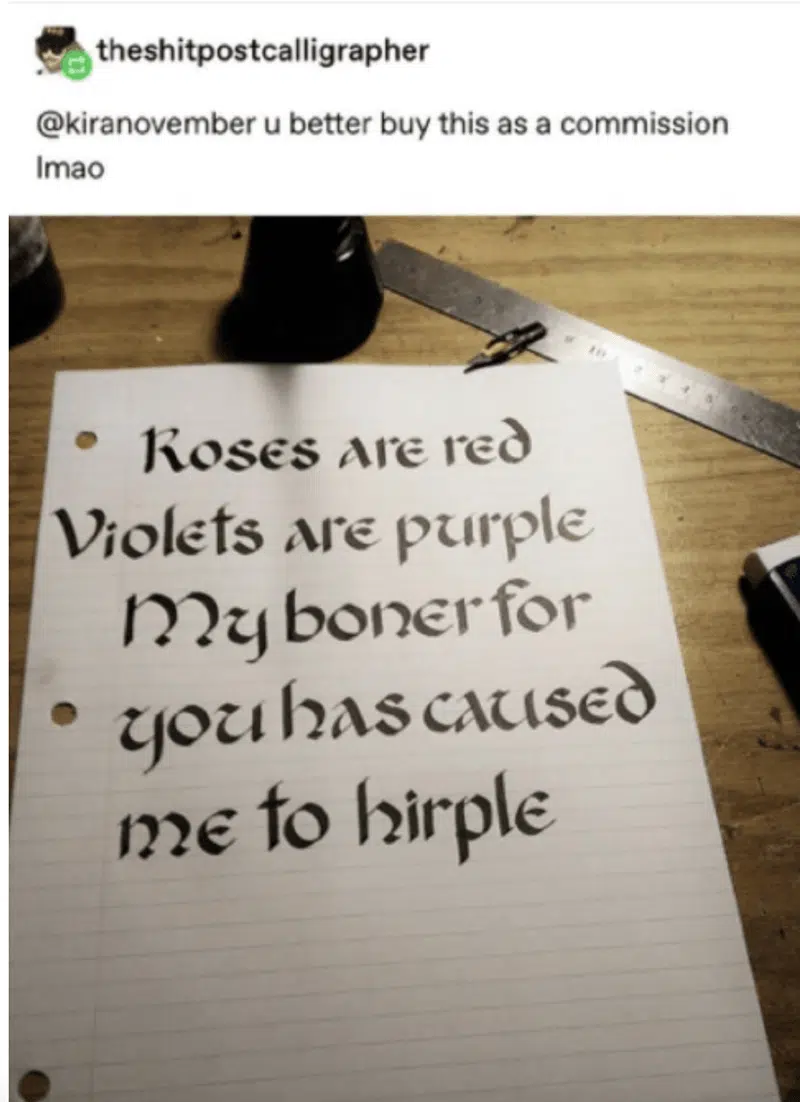 theshitpostcalligrapher
@kiranovember u better buy this as a commission
lmao
10
Roses are red
Violets are purple
My boner for
you has caused
me to hirple